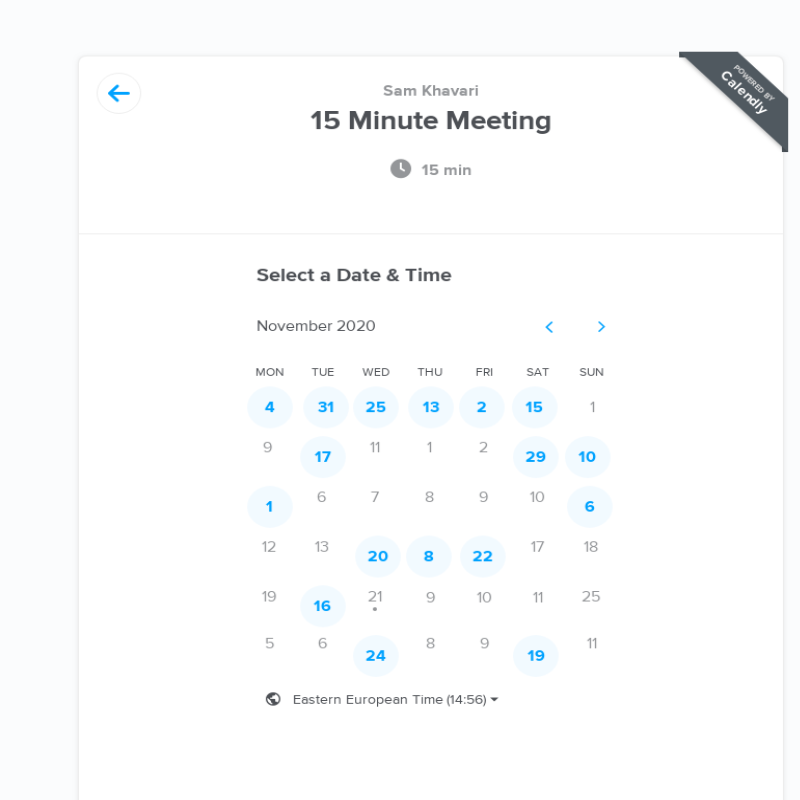 POWERED BY
Calendly
Sam Khavari
15 Minute Meeting
15 min
Select a Date & Time
November 2020
MON TUE WED THU FRI SAT SUN
4 31 25 13 2 15 1
9 17 11 1 2 29 10
1 6 7 8 9 10 6
12 13 20 8 22 17 18
19 16 21 9 10 11 25
5 6 24 8 9 19 11
Eastern European Time (14:56)